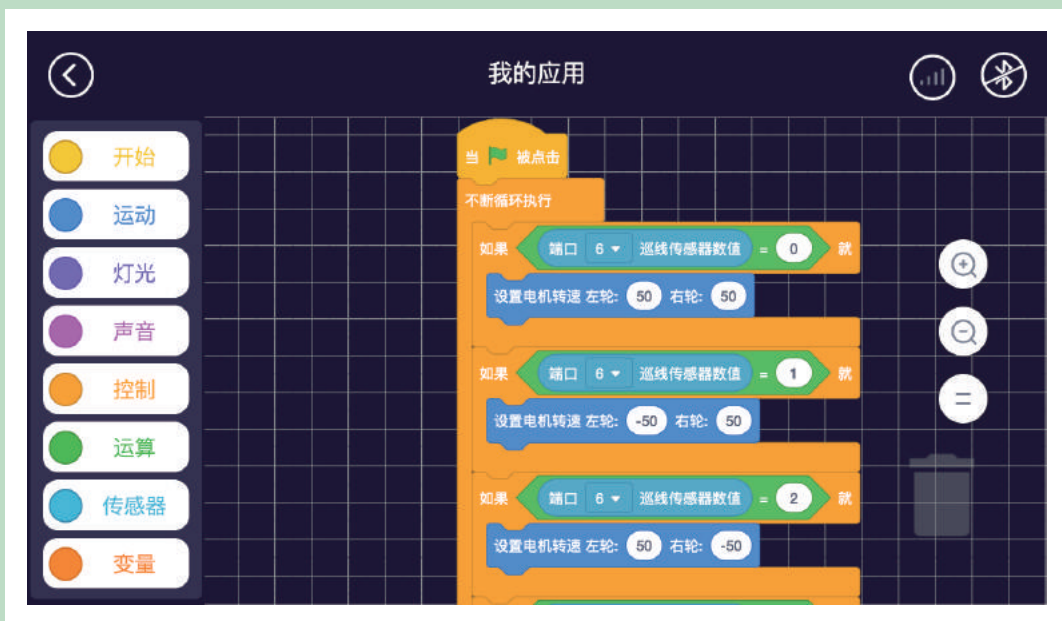 我的应用
开始
运动
灯光
声音
控制
运算
传感器
变量
当 被点击
不断循环执行
如果 端口 6 巡线传感器数值 = 0 就
设置电机转速 左轮: 50 右轮: 50
如果 端口 6 巡线传感器数值 = 1 就
设置电机转速 左轮: -50 右轮: 50
如果 端口 6 巡线传感器数值 = 2 就
设置电机转速 左轮: 50 右轮: -50